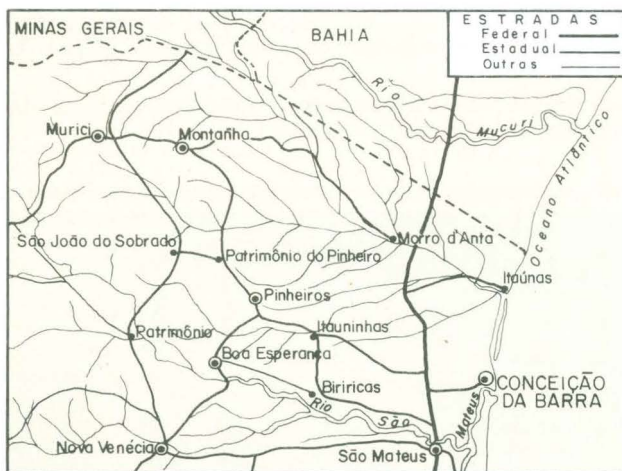 MINAS GERAIS
BAHIA
ESTRADAS
Federal
Estadual
Outras
Rio
Mucuri
Oceano Atlântico
Murici
Montanha
São João do Sobrado
Patrimônio do Pinheiro
Morro d'Anta
Itaúnas
Pinheiros
Patrimônio
Itauninhas
Boa Esperança
Biriricas
Rio São Mateus
CONCEIÇÃO
DA BARRA
Nova Venécia
São Mateus